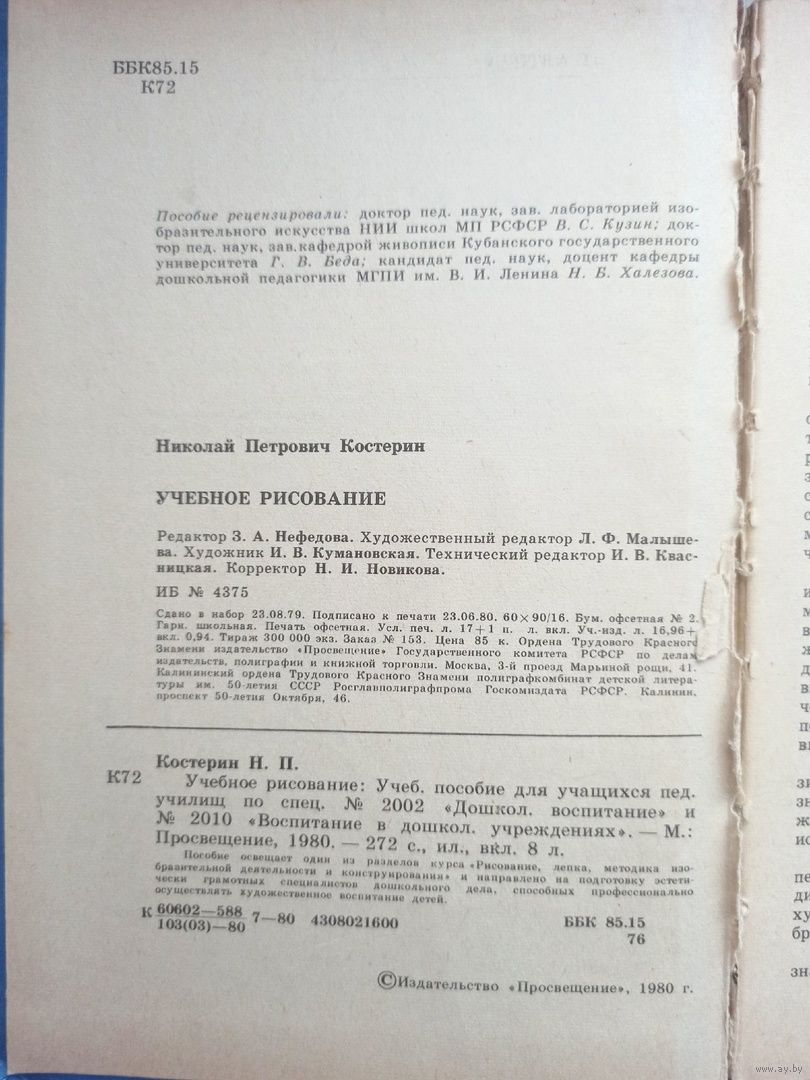 ББК85.15
К72
Пособие рецензировали: доктор пед. наук, зав. лабораторией изо-
бразительного искусства НИИ школ МП РСФСР В. С. Кузин; док-
тор пед. наук, зав.кафедрой живописи Кубанского государственного
университета Г. В. Беда; кандидат пед. наук, доцент кафедры
дошкольной педагогики МГПИ им. В. И. Ленина Н. Б. Халезова.
Николай Петрович Костерин
УЧЕБНОЕ РИСОВАНИЕ
Редактор З. А. Нефедова. Художественный редактор Л. Ф. Малыше-
ва. Художник И. В. Кумановская. Технический редактор И. В. Квас-
ницкая. Корректор Н. И. Новикова.
ИБ № 4375
Сдано в набор 23.08.79. Подписано к печати 23.06.80. 60×90/16. Бум. офсетная № 2.
Гарн. школьная. Печать офсетная. Усл. печ. л. 17+1 п. л. вкл. Уч.-изд. л. 16,96+
вкл. 0,94. Тираж 300 000 экз. Заказ № 153. Цена 85 к. Ордена Трудового Красного
Знамени издательство «Просвещение» Государственного комитета РСФСР по делам
издательств, полиграфии и книжной торговли. Москва, 3-й проезд Марьиной рощи, 41.
Калининский ордена Трудового Красного Знамени полиграфкомбинат детской литера-
туры им. 50-летия СССР Росглавполиграфпрома Госкомиздата РСФСР. Калинин,
проспект 50-летия Октября, 46.
Костерин Н. П.
К72 Учебное рисование: Учеб. пособие для учащихся пед.
училищ по спец. № 2002 «Дошкол. воспитание» и
№ 2010 «Воспитание в дошкол. учреждениях». — М.:
Просвещение, 1980. — 272 с., ил., вкл. 8 л.
Пособие освещает один из разделов курса «Рисование, лепка, методика изо-
бразительной деятельности и конструирования» и направлено на подготовку эстети-
чески грамотных специалистов дошкольного дела, способных профессионально
осуществлять художественное воспитание детей.
К 60602—588
103(03)—80 7—80 4308021600 ББК 85.15
76
©Издательство «Просвещение», 1980 г.
www.ay.by